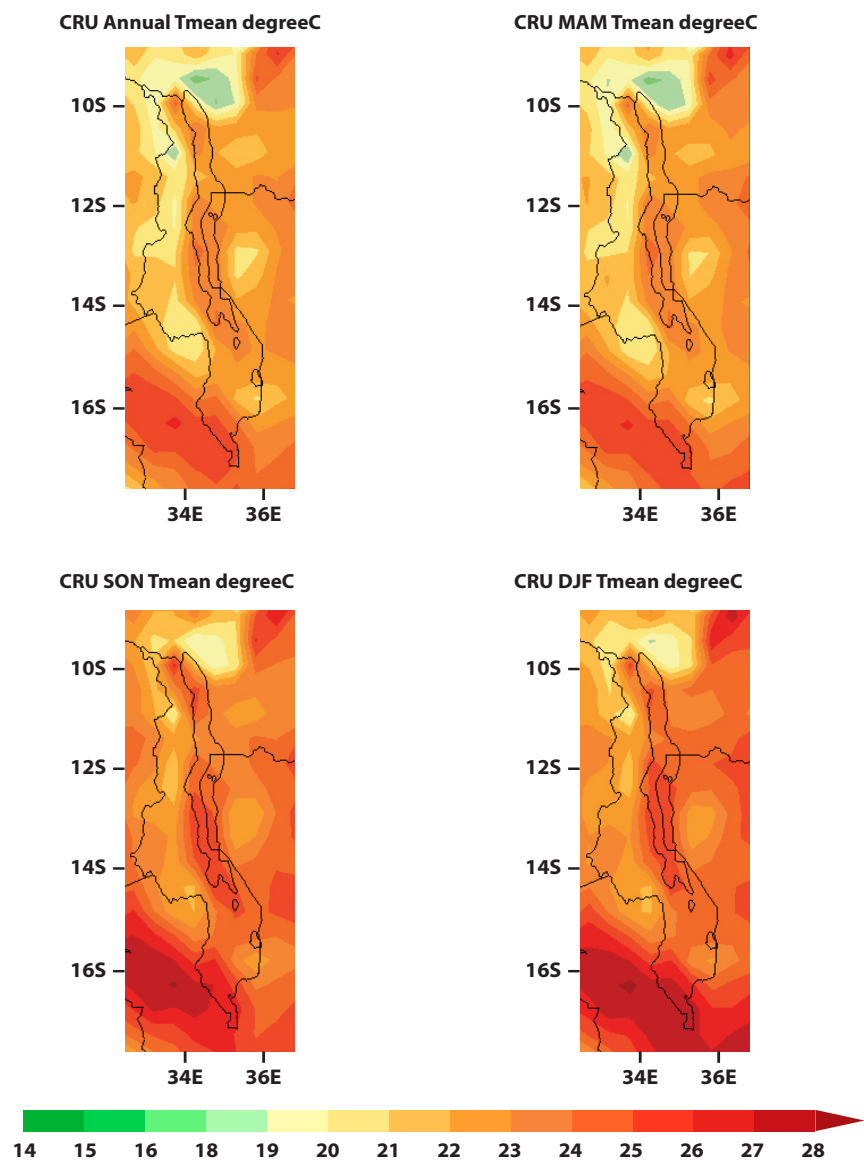 CRU Annual Tmean degreeC
CRU MAM Tmean degreeC
10S
12S
14S
16S
34E 36E
10S
12S
14S
16S
34E 36E
CRU SON Tmean degreeC
CRU DJF Tmean degreeC
10S
12S
14S
16S
34E 36E
10S
12S
14S
16S
34E 36E
14 15 16 18 19 20 21 22 23 24 25 26 27 28